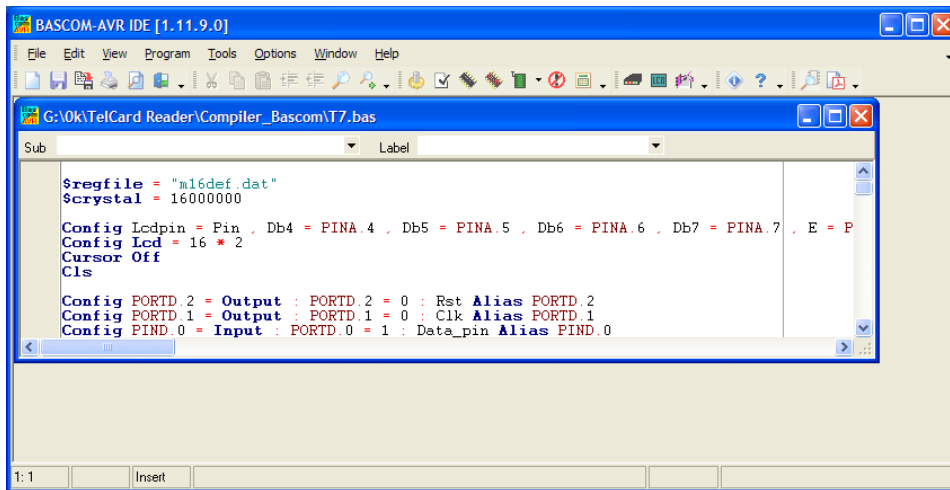 BASCOM-AVR IDE [1.11.9.0]
File Edit View Program Tools Options Window Help
G:\Ok\TelCard Reader\Compiler_Bascom\T7.bas
Sub Label
$regfile = "m16def.dat"
$crystal = 16000000
Config Lcdpin = Pin , Db4 = PINA.4 , Db5 = PINA.5 , Db6 = PINA.6 , Db7 = PINA.7 , E = P
Config Lcd = 16 * 2
Cursor Off
Cls
Config PORTD.2 = Output : PORTD.2 = 0 : Rst Alias PORTD.2
Config PORTD.1 = Output : PORTD.1 = 0 : Clk Alias PORTD.1
Config PIND.0 = Input : PORTD.0 = 1 : Data_pin Alias PIND.0
1: 1 Insert